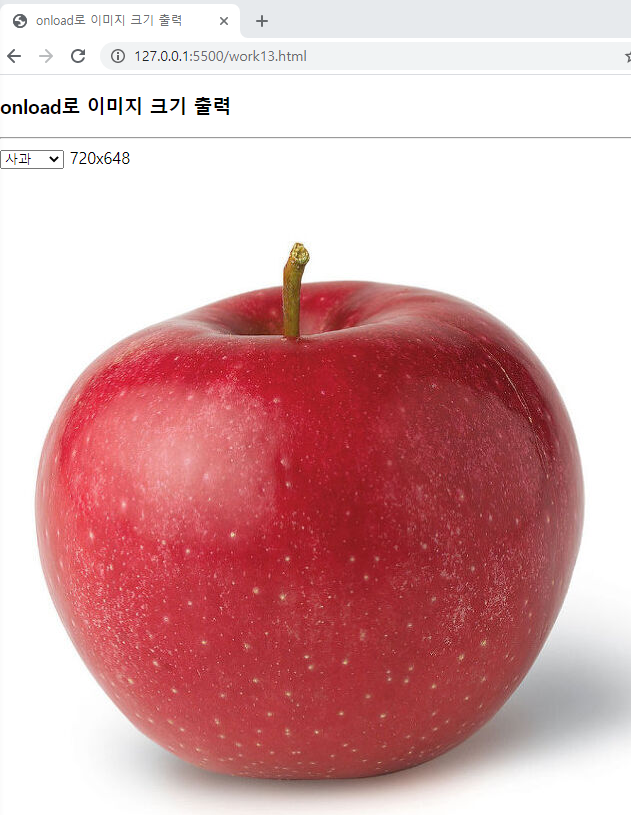 onload로 이미지 크기 출력
127.0.0.1:5500/work13.html
onload로 이미지 크기 출력
사과 720x648